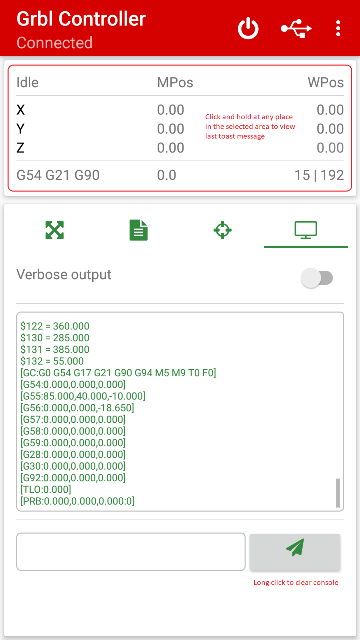 Grbl Controller
Connected
Idle MPos WPos
X 0.00 0.00
Y 0.00 0.00
Z 0.00 0.00
Click and hold at any place
in the selected area to view
last toast message
G54 G21 G90 0.0 15 | 192
Verbose output
$122 = 360.000
$130 = 285.000
$131 = 385.000
$132 = 55.000
[GC:G0 G54 G17 G21 G90 G94 M5 M9 T0 F0]
[G54:0.000,0.000,0.000]
[G55:85.000,40.000,-10.000]
[G56:0.000,0.000,-18.650]
[G57:0.000,0.000,0.000]
[G58:0.000,0.000,0.000]
[G59:0.000,0.000,0.000]
[G28:0.000,0.000,0.000]
[G30:0.000,0.000,0.000]
[G92:0.000,0.000,0.000]
[TLO:0.000]
[PRB:0.000,0.000,0.000:0]
Long click to clear console